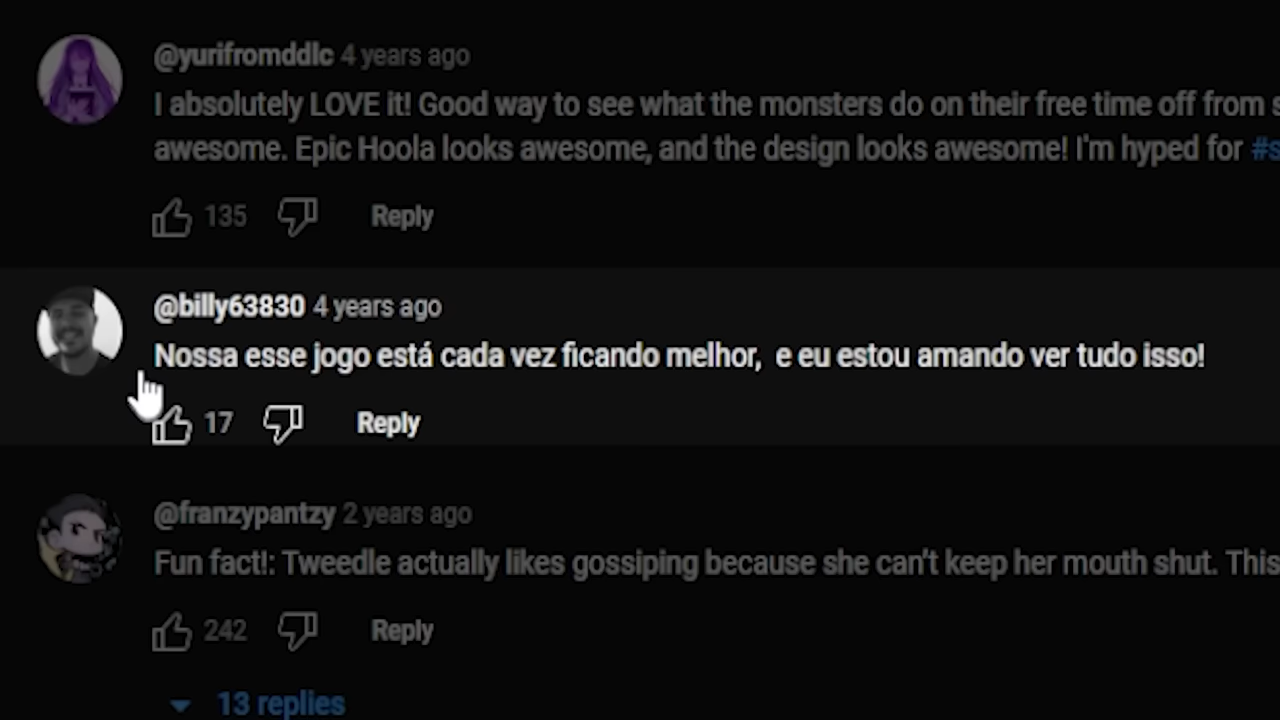 @yurifromddlc 4 years ago
I absolutely LOVE it! Good way to see what the monsters do on their free time off from
awesome. Epic Hoola looks awesome, and the design looks awesome! I'm hyped for
135 Reply
@billy63830 4 years ago
Nossa esse jogo está cada vez ficando melhor,  e eu estou amando ver tudo isso!
17 Reply
@franzypantzy 2 years ago
Fun fact!: Tweedle actually likes gossiping because she can't keep her mouth shut. This
242 Reply
13 replies